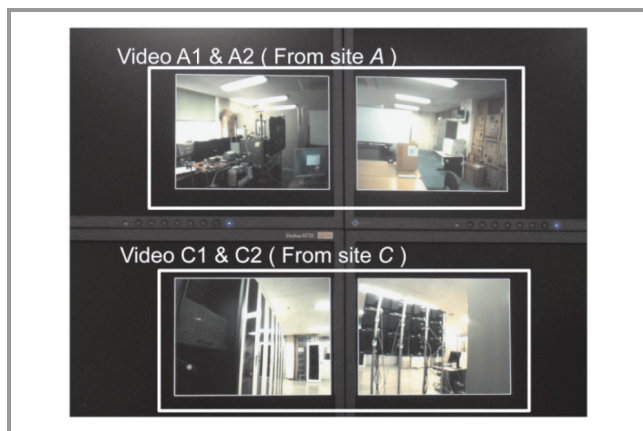 Video A1 & A2 ( From site A )
Video C1 & C2 ( From site C )